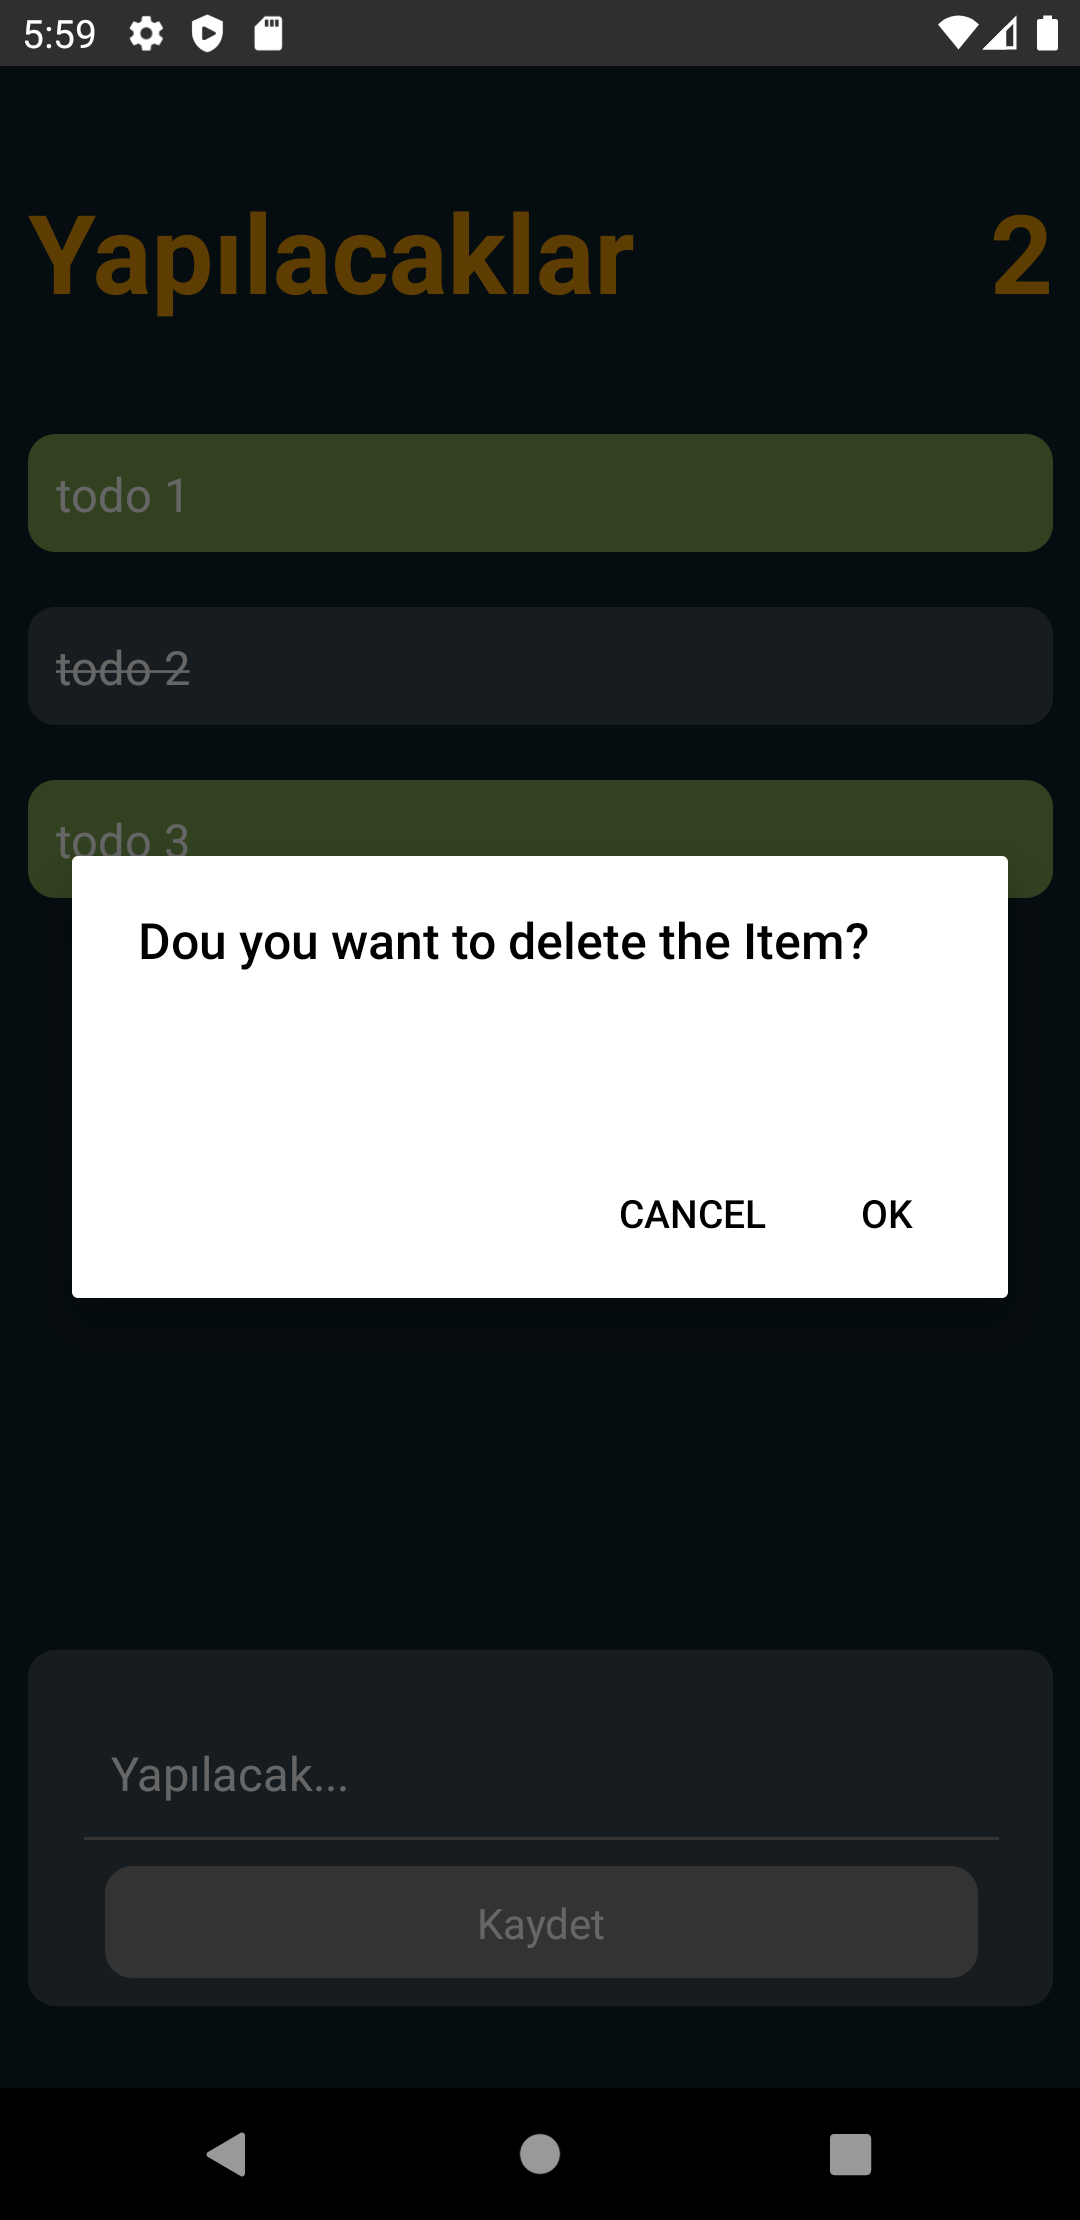 5:59
Yapılacaklar 2
todo 1
todo 2
todo 3
Dou you want to delete the Item?
CANCEL OK
Yapılacak...
Kaydet